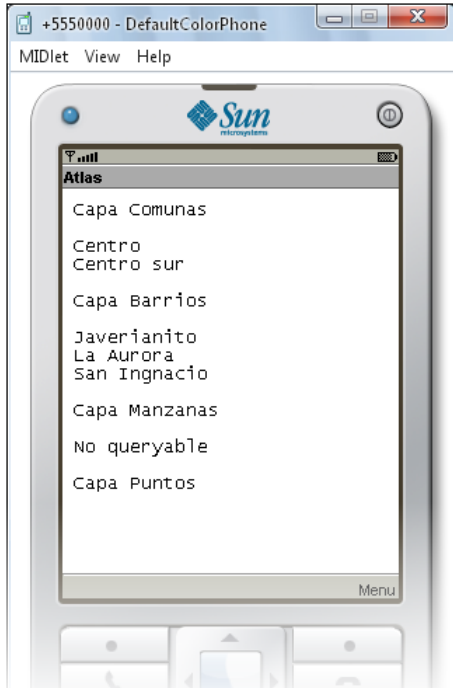 +5550000 - DefaultColorPhone
MIDlet View Help
Sun
microsystems
Atlas
Capa Comunas
Centro
Centro sur
Capa Barrios
Javerianito
La Aurora
San Ingnacio
Capa Manzanas
No queryable
Capa Puntos
Menu